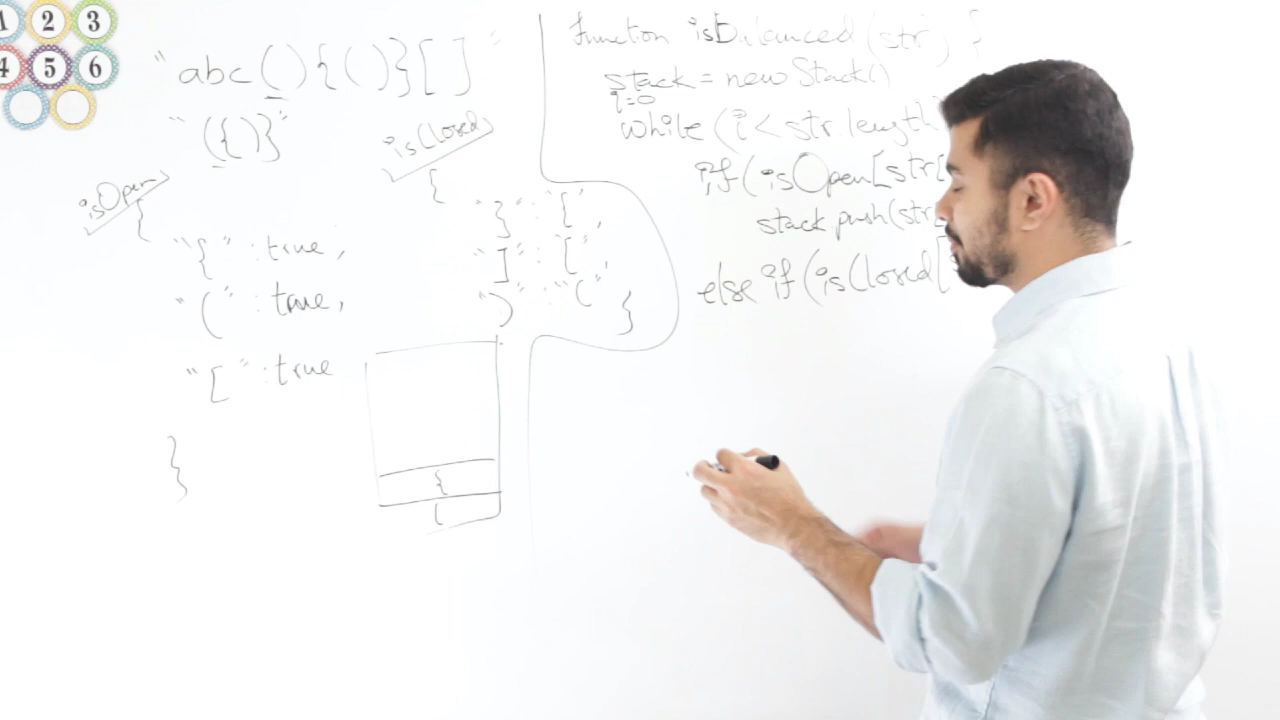 1 2 3
4 5 6
"abc(){()}[]"
"({)}"
isOpen
{
"{" : true,
"(" : true,
"[" : true
}
isClosed
{
"}" : "{",
"]" : "[",
")" : "("
}
{
(
function isBalanced (str) {
stack = new Stack()
i=0
while (i < str.length
if (isOpen[str[
stack.push(str
else if (isClosed[